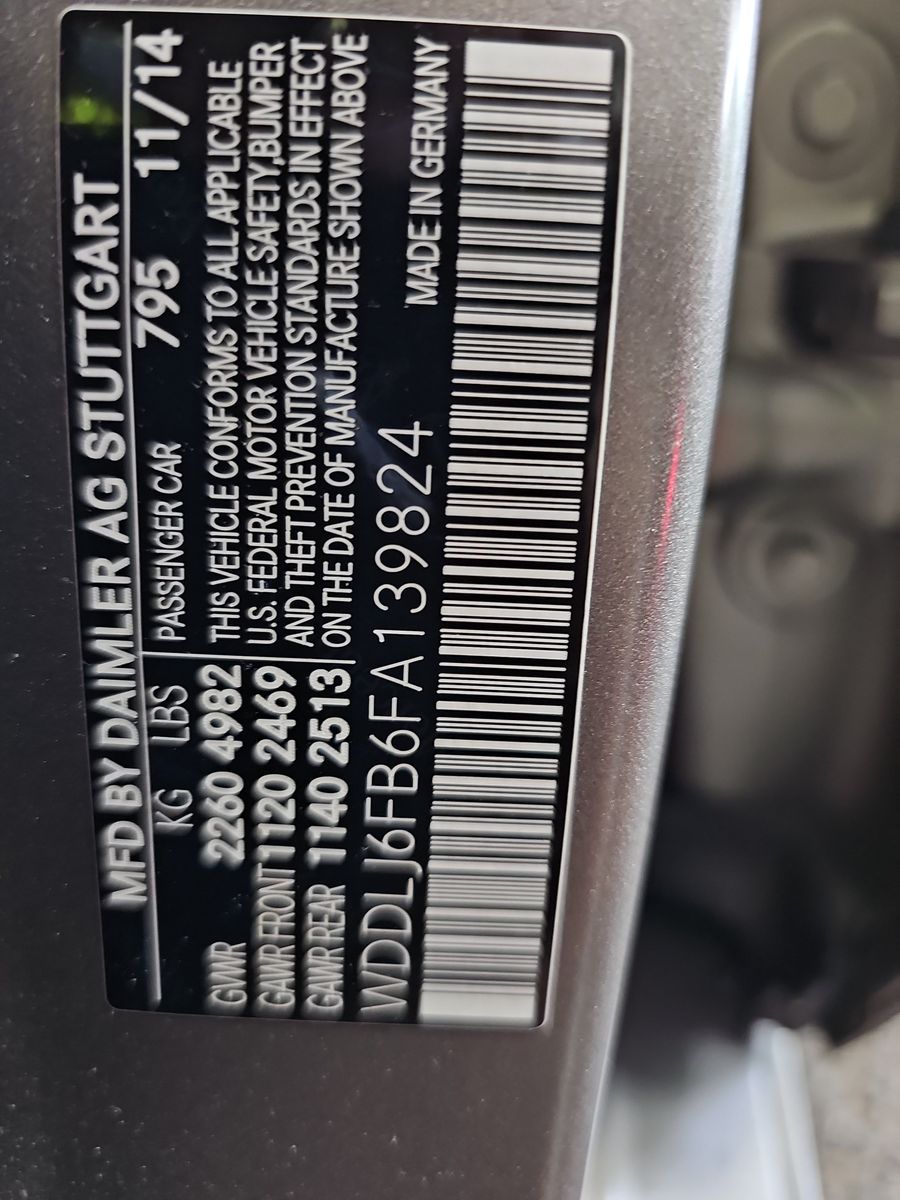 MFD BY DAIMLER AG STUTTGART
KG LBS PASSENGER CAR 795 11/14
GWR 2260 4982 THIS VEHICLE CONFORMS TO ALL APPLICABLE
GAWR FRONT 1120 2469 U.S. FEDERAL MOTOR VEHICLE SAFETY,BUMPER
GAWR REAR 1140 2513 AND THEFT PREVENTION STANDARDS IN EFFECT
ON THE DATE OF MANUFACTURE SHOWN ABOVE
WDDLJ6FB6FA139824 MADE IN GERMANY